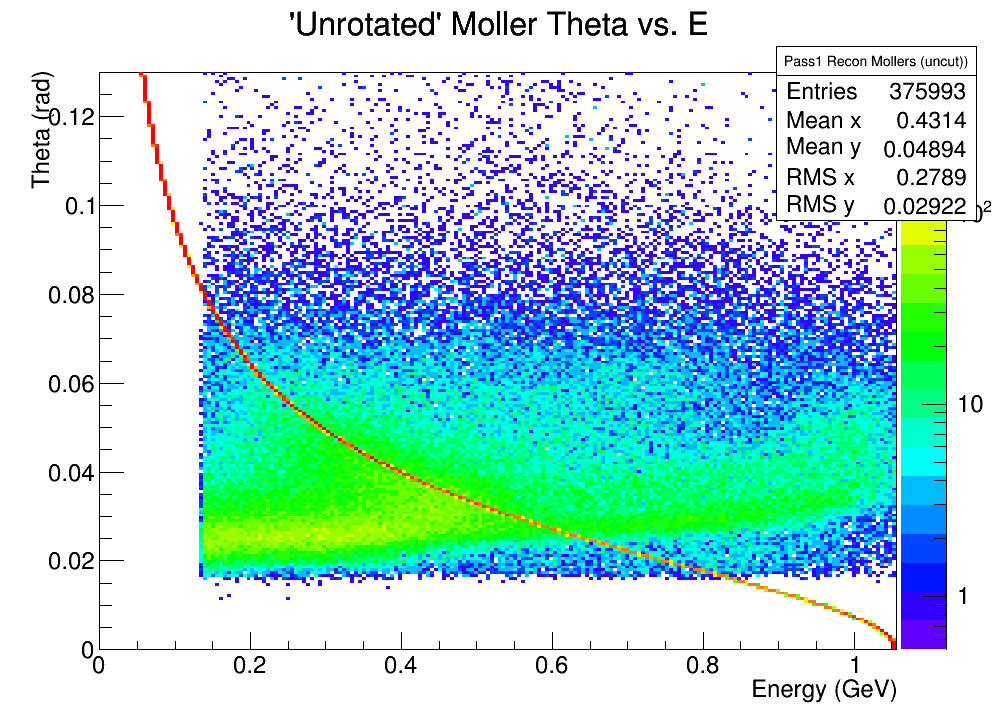 'Unrotated' Moller Theta vs. E
Pass1 Recon Mollers (uncut))
Entries 375993
Mean x 0.4314
Mean y 0.04894
RMS x 0.2789
RMS y 0.02922
Theta (rad)
0.12
0.1
0.08
0.06
0.04
0.02
0
0 0.2 0.4 0.6 0.8 1
Energy (GeV)
10
1